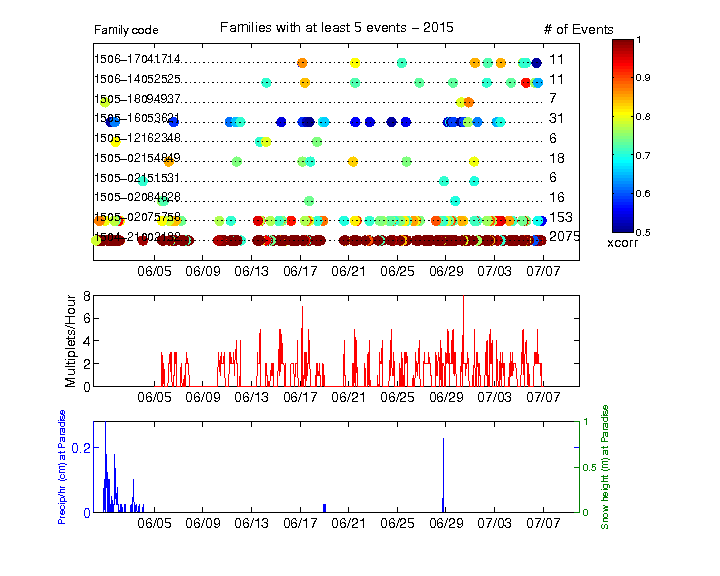 Family code
Families with at least 5 events – 2015
# of Events
1506–17041714 11
1506–14052525 11
1505–18094937 7
1505–16053621 31
1505–12162348 6
1505–02154849 18
1505–02151531 6
1505–02084828 16
1505–02075758 153
2075
06/05 06/09 06/13 06/17 06/21 06/25 06/29 07/03 07/07
1
0.9
0.8
0.7
0.6
0.5
xcorr
Multiplets/Hour
8
6
4
2
0
06/05 06/09 06/13 06/17 06/21 06/25 06/29 07/03 07/07
Precip/hr (cm) at Paradise
0.2
0
1
0.5
0
Snow height (m) at Paradise
06/05 06/09 06/13 06/17 06/21 06/25 06/29 07/03 07/07